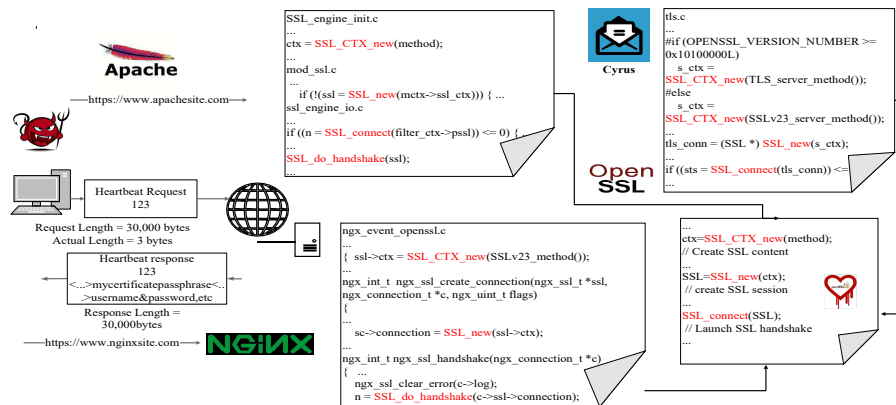 Apache
https://www.apachesite.com
Heartbeat Request
123
Request Length = 30,000 bytes
Actual Length = 3 bytes
Heartbeat response
123
<...>mycertificatepassphrase<..
.>username&password,etc
Response Length =
30,000bytes
https://www.nginxsite.com
NGiNX
SSL_engine_init.c
...
ctx = SSL_CTX_new(method);
...
mod_ssl.c
...
if (!(ssl = SSL_new(mctx->ssl_ctx))) { ...
ssl_engine_io.c
...
if ((n = SSL_connect(filter_ctx->pssl)) <= 0) { ..
...
SSL_do_handshake(ssl);
...
ngx_event_openssl.c
...
{ ssl->ctx = SSL_CTX_new(SSLv23_method());
...
ngx_int_t ngx_ssl_create_connection(ngx_ssl_t *ssl,
ngx_connection_t *c, ngx_uint_t flags)
{
...
sc->connection = SSL_new(ssl->ctx);
...
ngx_int_t ngx_ssl_handshake(ngx_connection_t *c)
{ ...
ngx_ssl_clear_error(c->log);
n = SSL_do_handshake(c->ssl->connection);
Cyrus
Open
SSL
tls.c
...
#if (OPENSSL_VERSION_NUMBER >=
0x10100000L)
s_ctx =
SSL_CTX_new(TLS_server_method());
#else
s_ctx =
SSL_CTX_new(SSLv23_server_method());
...
tls_conn = (SSL *) SSL_new(s_ctx);
...
if ((sts = SSL_connect(tls_conn)) <=
...
...
ctx=SSL_CTX_new(method);
// Create SSL content
...
SSL=SSL_new(ctx);
// create SSL session
...
SSL_connect(SSL);
// Launch SSL handshake
...